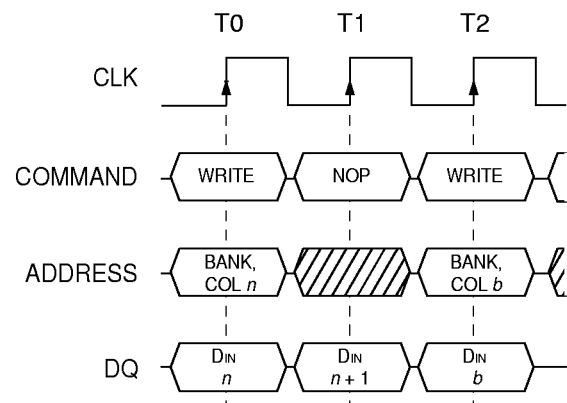 T0 T1 T2
CLK
COMMAND WRITE NOP WRITE
ADDRESS BANK, COL n BANK, COL b
DQ DIN n DIN n + 1 DIN b